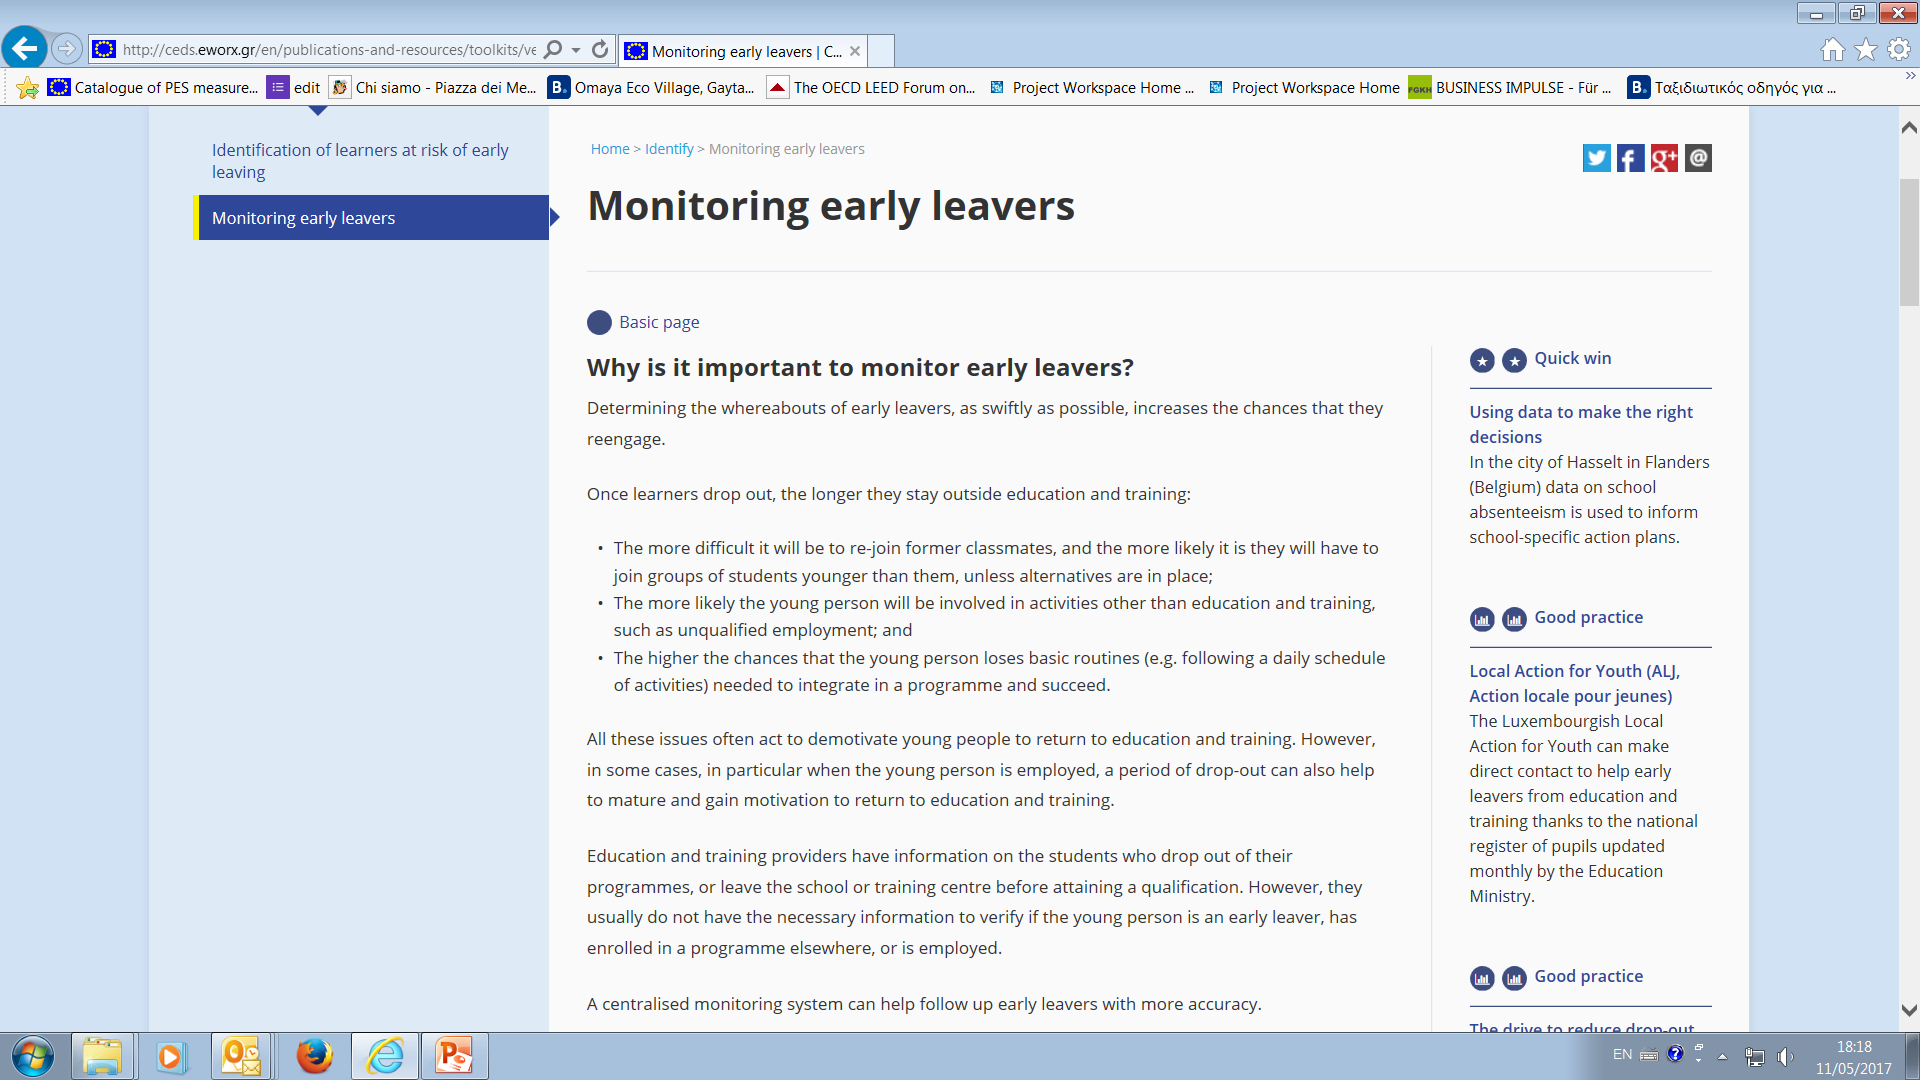 http://ceds.eworx.gr/en/publications-and-resources/toolkits/ve
Monitoring early leavers | C...
Catalogue of PES measure...
edit
Chi siamo - Piazza dei Me...
B.
Omaya Eco Village, Gayta...
The OECD LEED Forum on...
Project Workspace Home ...
Project Workspace Home
FGKH
BUSINESS IMPULSE - Für ...
B.
Ταξιδιωτικός οδηγός για ...
Identification of learners at risk of early
leaving
Monitoring early leavers
Home > Identify > Monitoring early leavers
Monitoring early leavers
Basic page
Why is it important to monitor early leavers?
Determining the whereabouts of early leavers, as swiftly as possible, increases the chances that they
reengage.
Once learners drop out, the longer they stay outside education and training:
• The more difficult it will be to re-join former classmates, and the more likely it is they will have to
join groups of students younger than them, unless alternatives are in place;
• The more likely the young person will be involved in activities other than education and training,
such as unqualified employment; and
• The higher the chances that the young person loses basic routines (e.g. following a daily schedule
of activities) needed to integrate in a programme and succeed.
All these issues often act to demotivate young people to return to education and training. However,
in some cases, in particular when the young person is employed, a period of drop-out can also help
to mature and gain motivation to return to education and training.
Education and training providers have information on the students who drop out of their
programmes, or leave the school or training centre before attaining a qualification. However, they
usually do not have the necessary information to verify if the young person is an early leaver, has
enrolled in a programme elsewhere, or is employed.
A centralised monitoring system can help follow up early leavers with more accuracy.
Quick win
Using data to make the right
decisions
In the city of Hasselt in Flanders
(Belgium) data on school
absenteeism is used to inform
school-specific action plans.
Good practice
Local Action for Youth (ALJ,
Action locale pour jeunes)
The Luxembourgish Local
Action for Youth can make
direct contact to help early
leavers from education and
training thanks to the national
register of pupils updated
monthly by the Education
Ministry.
Good practice
The drive to reduce drop-out
EN
18:18
11/05/2017